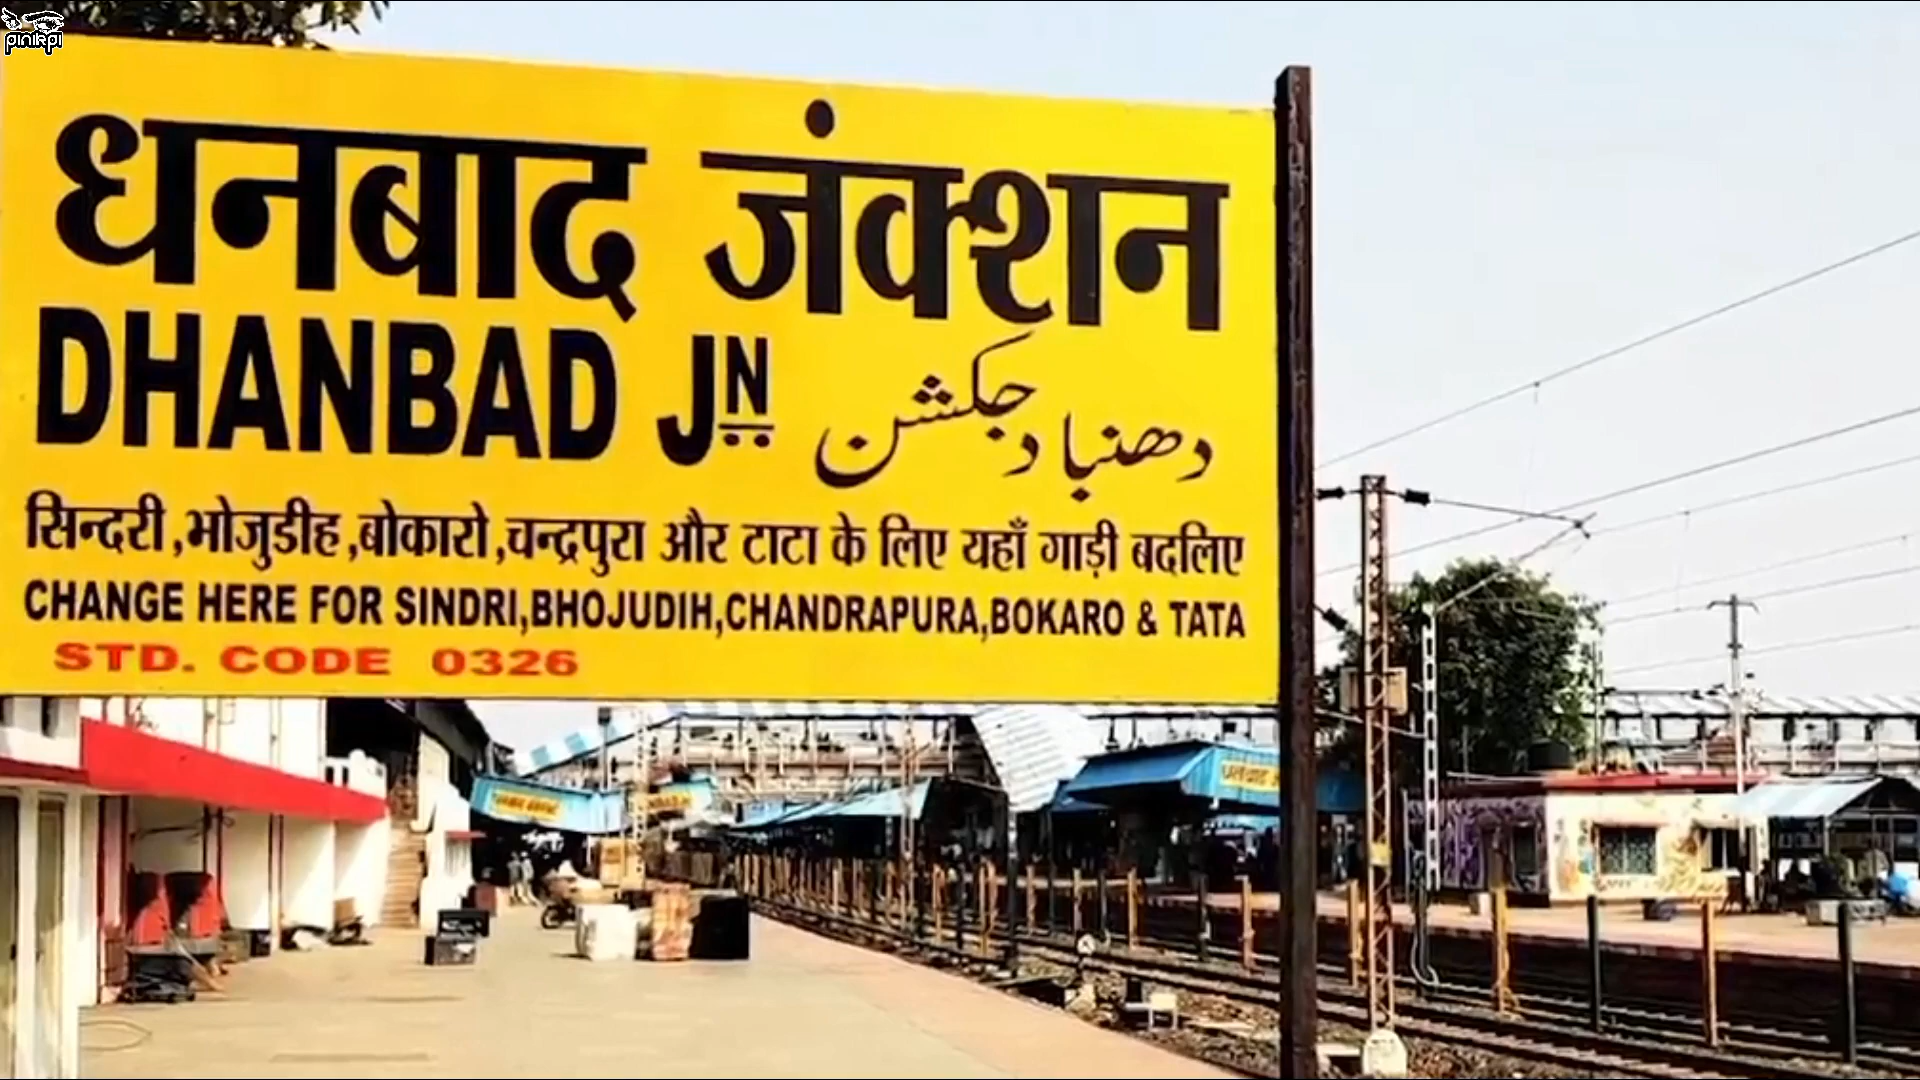 pinikpi
धनबाद जंक्शन
DHANBAD JN
دھنباد جکشن
सिन्दरी,भोजुडीह,बोकारो,चन्द्रपुरा और टाटा के लिए यहाँ गाड़ी बदलिए
CHANGE HERE FOR SINDRI,BHOJUDIH,CHANDRAPURA,BOKARO & TATA
STD. CODE 0326